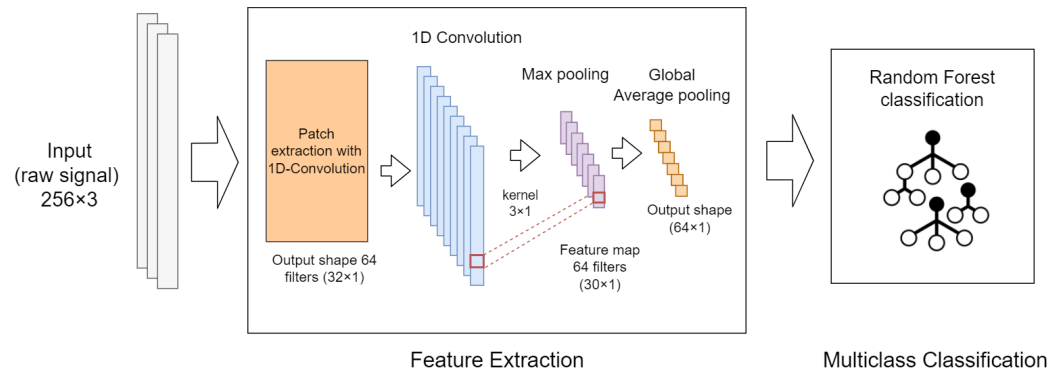 Input
(raw signal)
256×3
Patch
extraction with
1D-Convolution
Output shape 64
filters (32×1)
1D Convolution
kernel
3×1
Max pooling
Feature map
64 filters
(30×1)
Global
Average pooling
Output shape
(64×1)
Feature Extraction
Random Forest
classification
Multiclass Classification